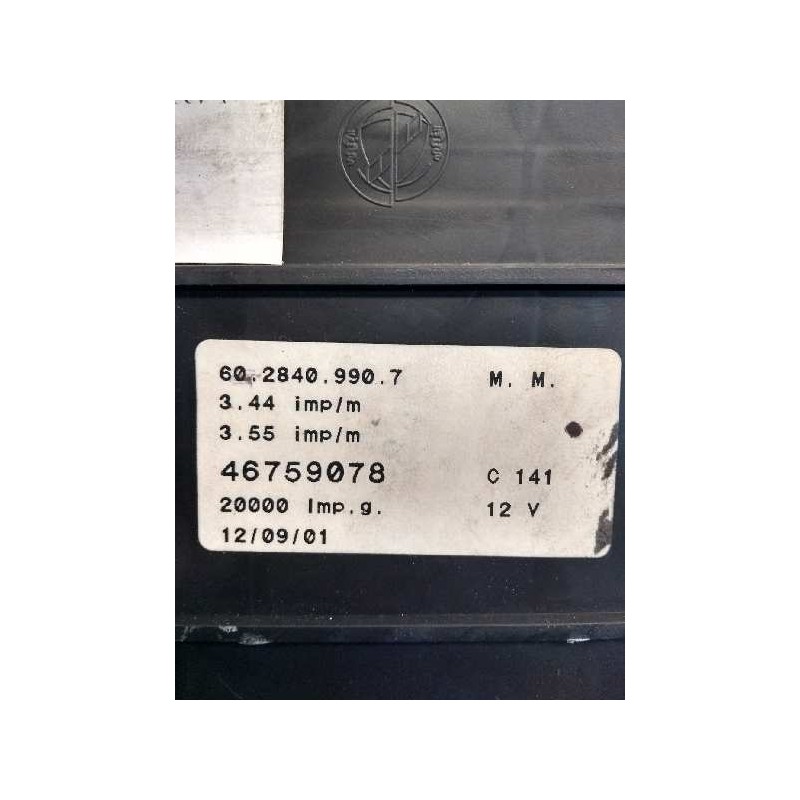 60.2840.990.7 M. M.
3.44 imp/m
3.55 imp/m
46759078 C 141
20000 Imp.g. 12 V
12/09/01